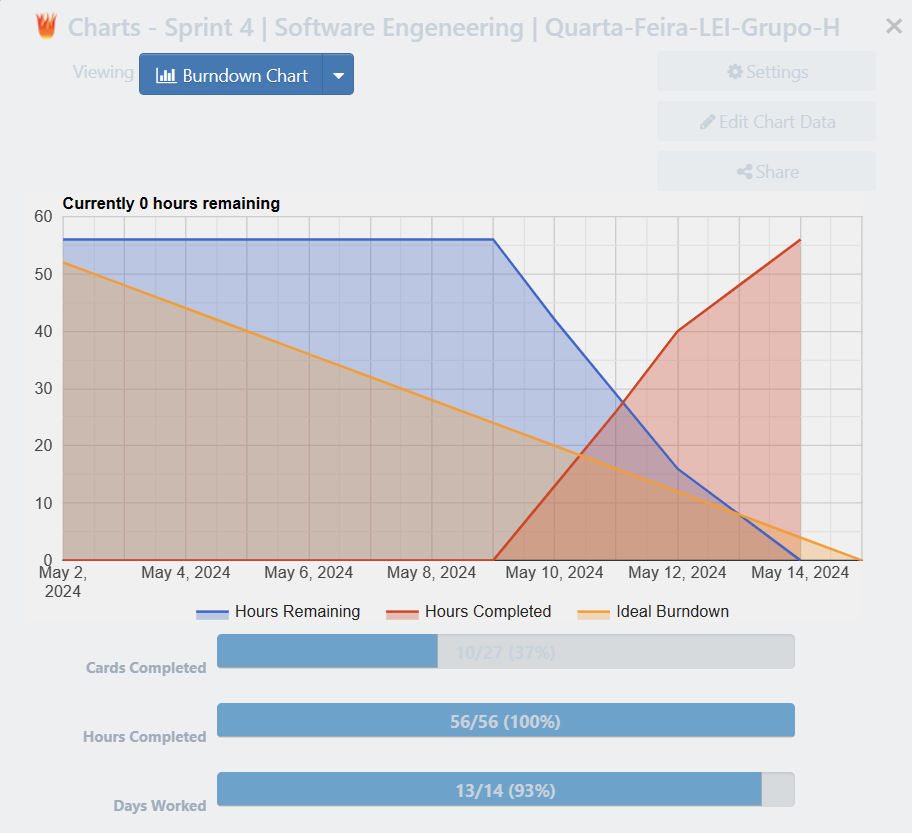 Charts - Sprint 4 | Software Engeneering | Quarta-Feira-LEI-Grupo-H
Viewing
Burndown Chart
Settings
Edit Chart Data
Share
Currently 0 hours remaining
60
50
40
30
20
10
0
May 2, 2024
May 4, 2024
May 6, 2024
May 8, 2024
May 10, 2024
May 12, 2024
May 14, 2024
Hours Remaining
Hours Completed
Ideal Burndown
Cards Completed
10/27 (37%)
Hours Completed
56/56 (100%)
Days Worked
13/14 (93%)